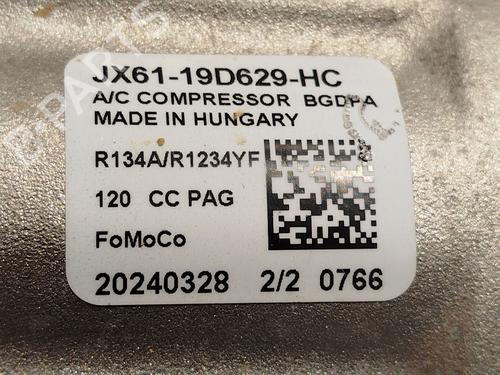 JX61-19D629-HC
A/C COMPRESSOR BGDPA
MADE IN HUNGARY
R134A/R1234YF
120 CC PAG
FoMoCo
20240328 2/2 0766